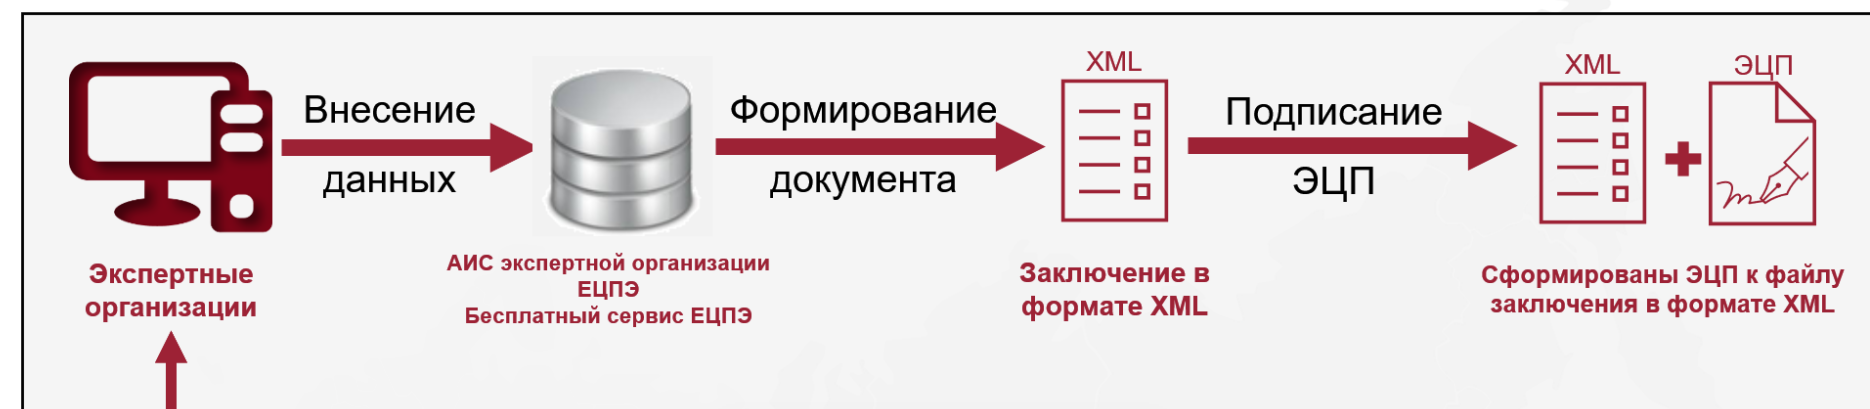 Внесение
данных
Формирование
документа
XML
Подписание
ЭЦП
XML
ЭЦП
Экспертные
организации
АИС экспертной организации
ЕЦПЭ
Бесплатный сервис ЕЦПЭ
Заключение в
формате XML
Сформированы ЭЦП к файлу
заключения в формате XML